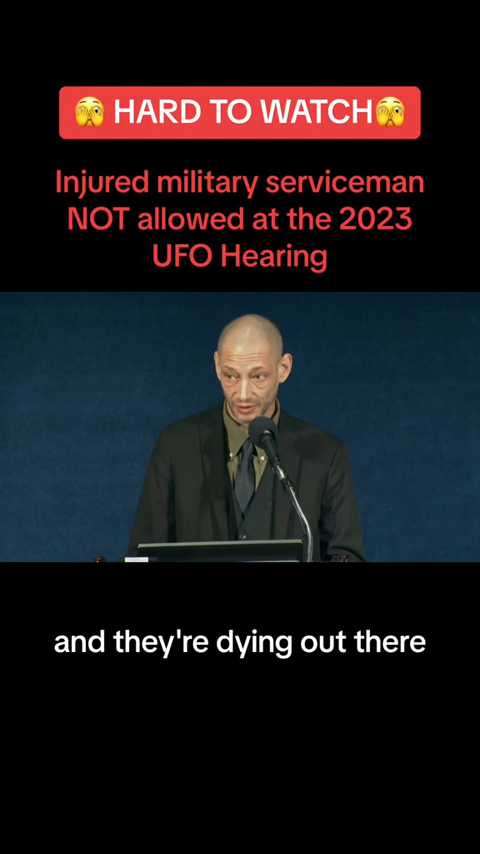 🫣 HARD TO WATCH🫣
Injured military serviceman
NOT allowed at the 2023
UFO Hearing
and they're dying out there